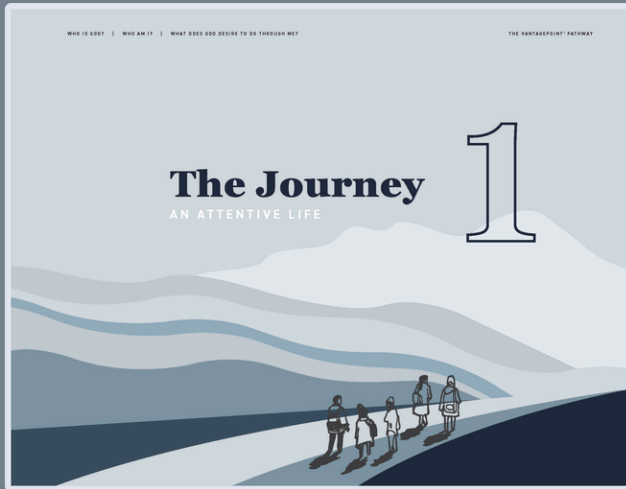 WHO IS GOD? | WHO AM I? | WHAT DOES GOD DESIRE TO DO THROUGH ME?
THE VANTAGEPOINT³ PATHWAY
The Journey 1
AN ATTENTIVE LIFE